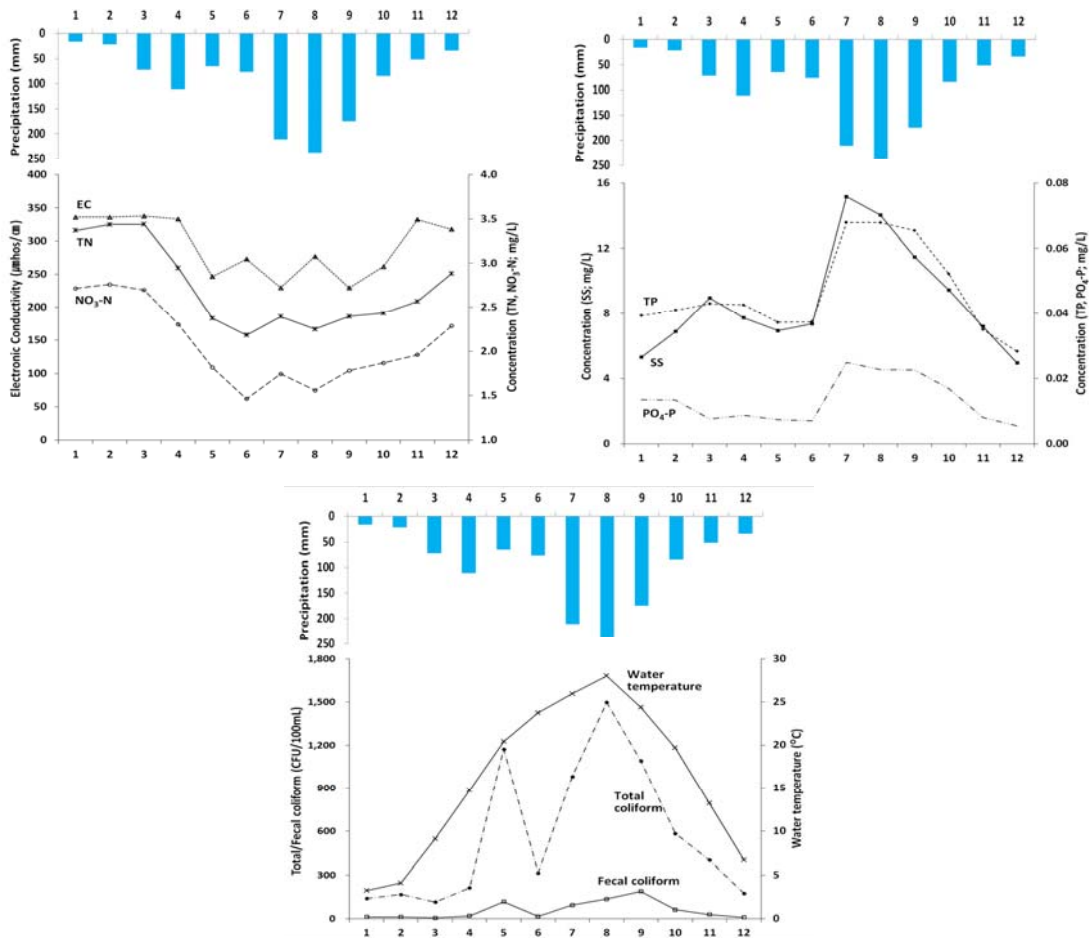 1 2 3 4 5 6 7 8 9 10 11 12
Precipitation (mm)
0
50
100
150
200
250
Electronic Conductivity (μmhos/㎝)
400
350
300
250
200
150
100
50
0
EC
TN
NO₃-N
4.0
3.5
3.0
2.5
2.0
1.5
1.0
Concentration (TN, NO₃-N; mg/L)
1 2 3 4 5 6 7 8 9 10 11 12
1 2 3 4 5 6 7 8 9 10 11 12
Precipitation (mm)
0
50
100
150
200
250
Concentration (SS; mg/L)
16
12
8
4
0
TP
SS
PO₄-P
0.08
0.06
0.04
0.02
0.00
Concentration (TP, PO₄-P; mg/L)
1 2 3 4 5 6 7 8 9 10 11 12
1 2 3 4 5 6 7 8 9 10 11 12
Precipitation (mm)
0
50
100
150
200
250
Total/Fecal coliform (CFU/100mL)
1,800
1,500
1,200
900
600
300
0
Water
temperature
Total
coliform
Fecal coliform
30
25
20
15
10
5
0
Water temperature (°C)
1 2 3 4 5 6 7 8 9 10 11 12